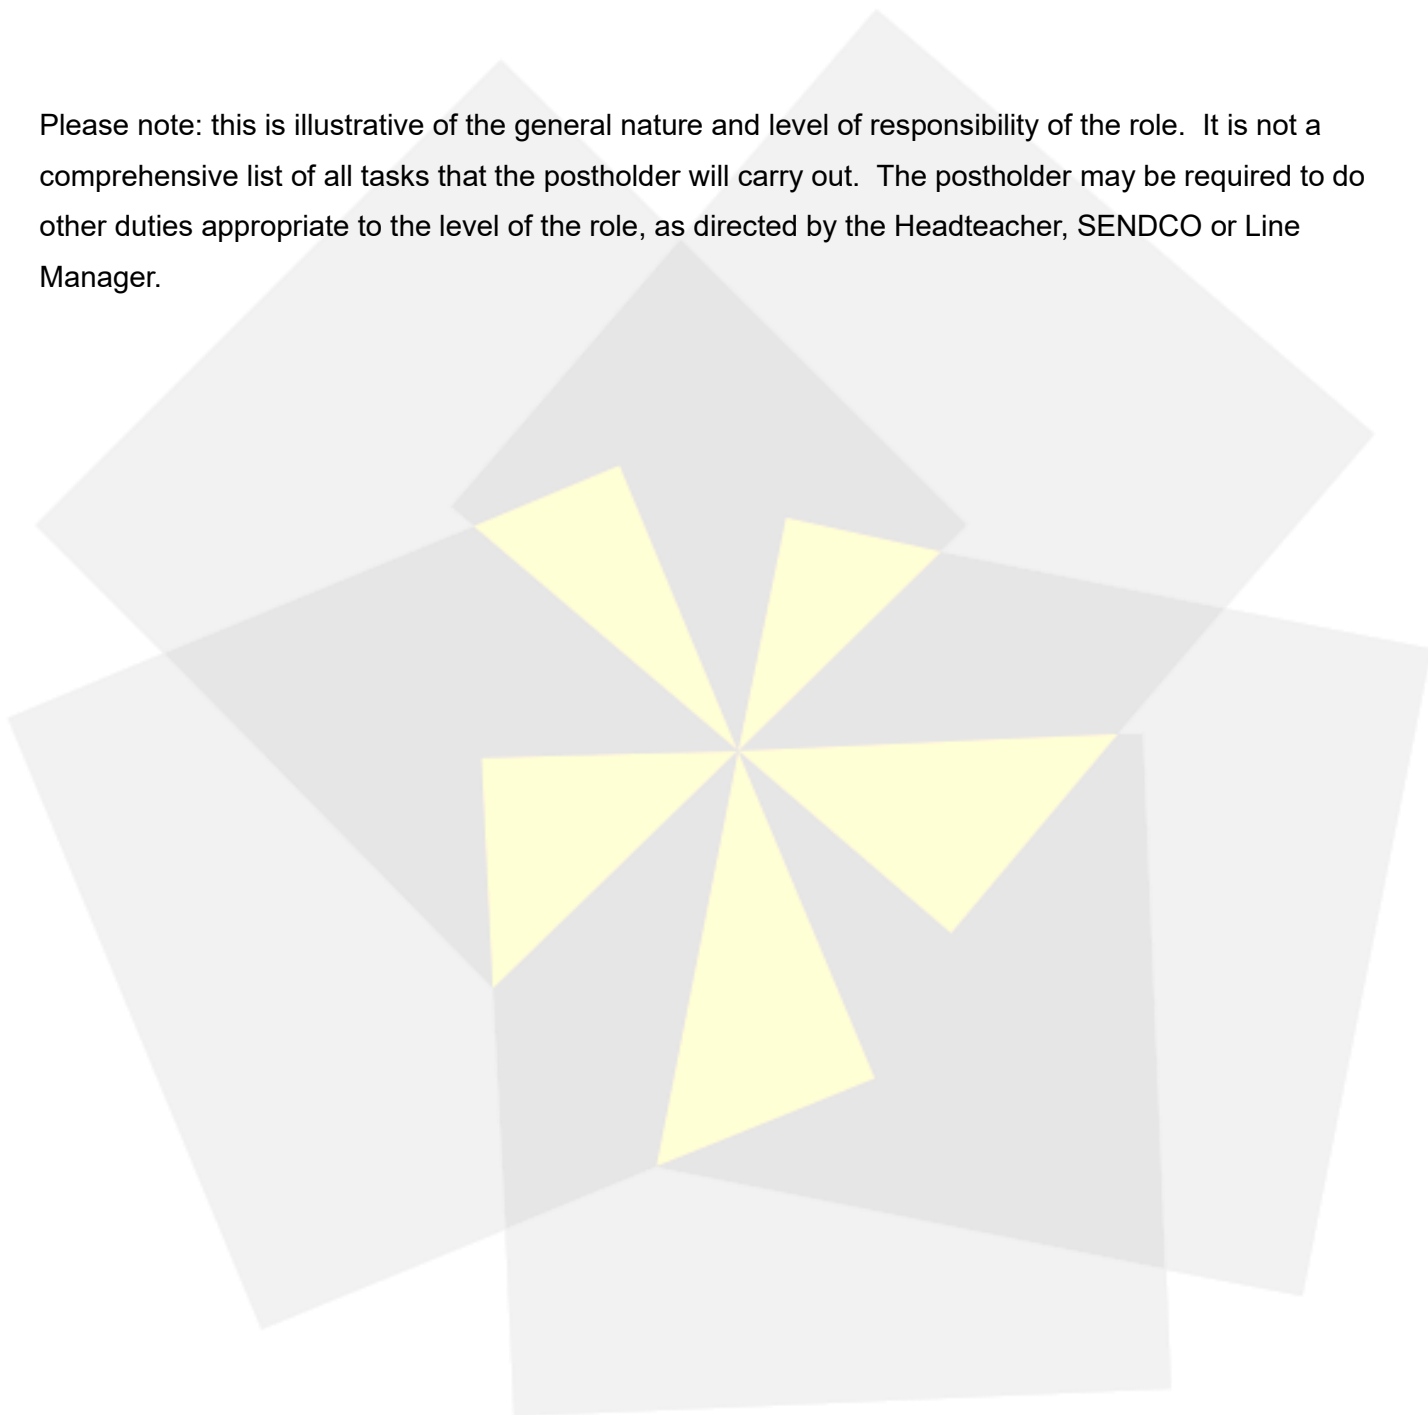 Please note: this is illustrative of the general nature and level of responsibility of the role.  It is not a
comprehensive list of all tasks that the postholder will carry out.  The postholder may be required to do
other duties appropriate to the level of the role, as directed by the Headteacher, SENDCO or Line
Manager.